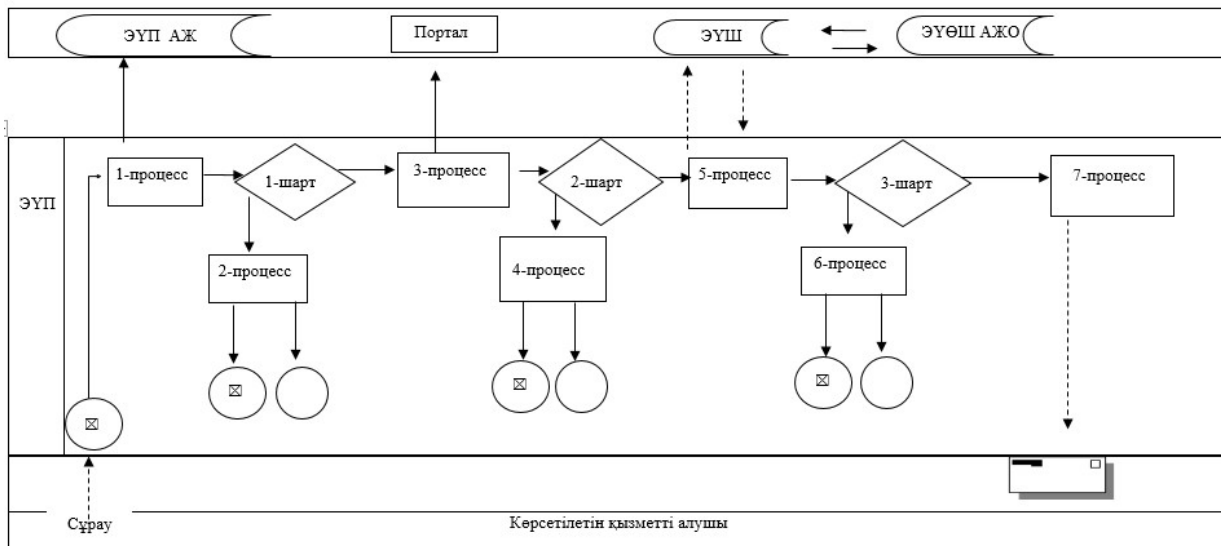 ЭҮП АЖ
Портал
ЭҮШ
ЭҮӨШ АЖО
ЭҮП
1-процесс
1-шарт
3-процесс
2-шарт
5-процесс
3-шарт
7-процесс
2-процесс
4-процесс
6-процесс
Сұрау
Көрсетілетін қызметті алушы